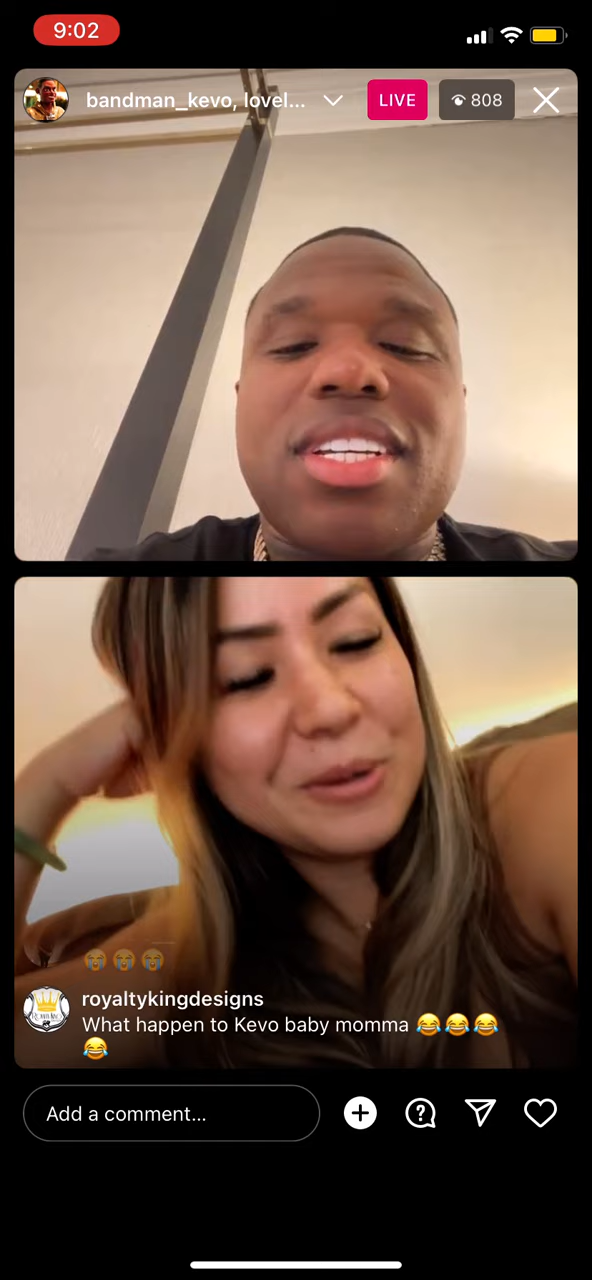 9:02
bandman_kevo, lovel...
LIVE
808
😭😭😭
royaltykingdesigns
What happen to Kevo baby momma 😂😂😂
😂
Add a comment...